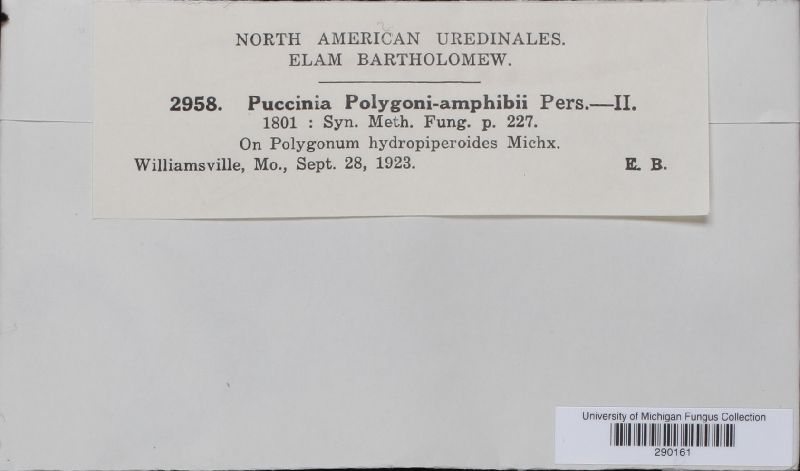 NORTH AMERICAN UREDINALES.
ELAM BARTHOLOMEW.
2958. Puccinia Polygoni-amphibii Pers.—II.
1801 : Syn. Meth. Fung. p. 227.
On Polygonum hydropiperoides Michx.
Williamsville, Mo., Sept. 28, 1923. E. B.
University of Michigan Fungus Collection
290161